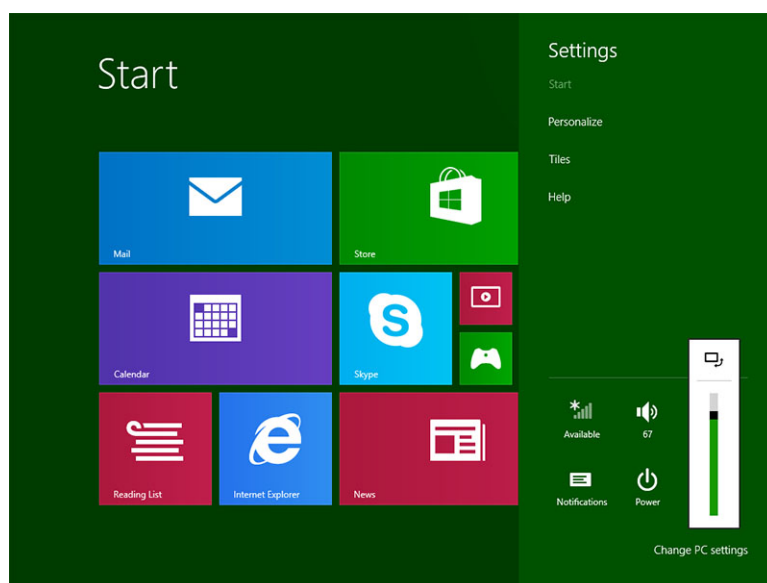 Start
Mail
Store
Calendar
Skype
Reading List
Internet Explorer
News
Settings
Start
Personalize
Tiles
Help
Available
67
Notifications
Power
Change PC settings